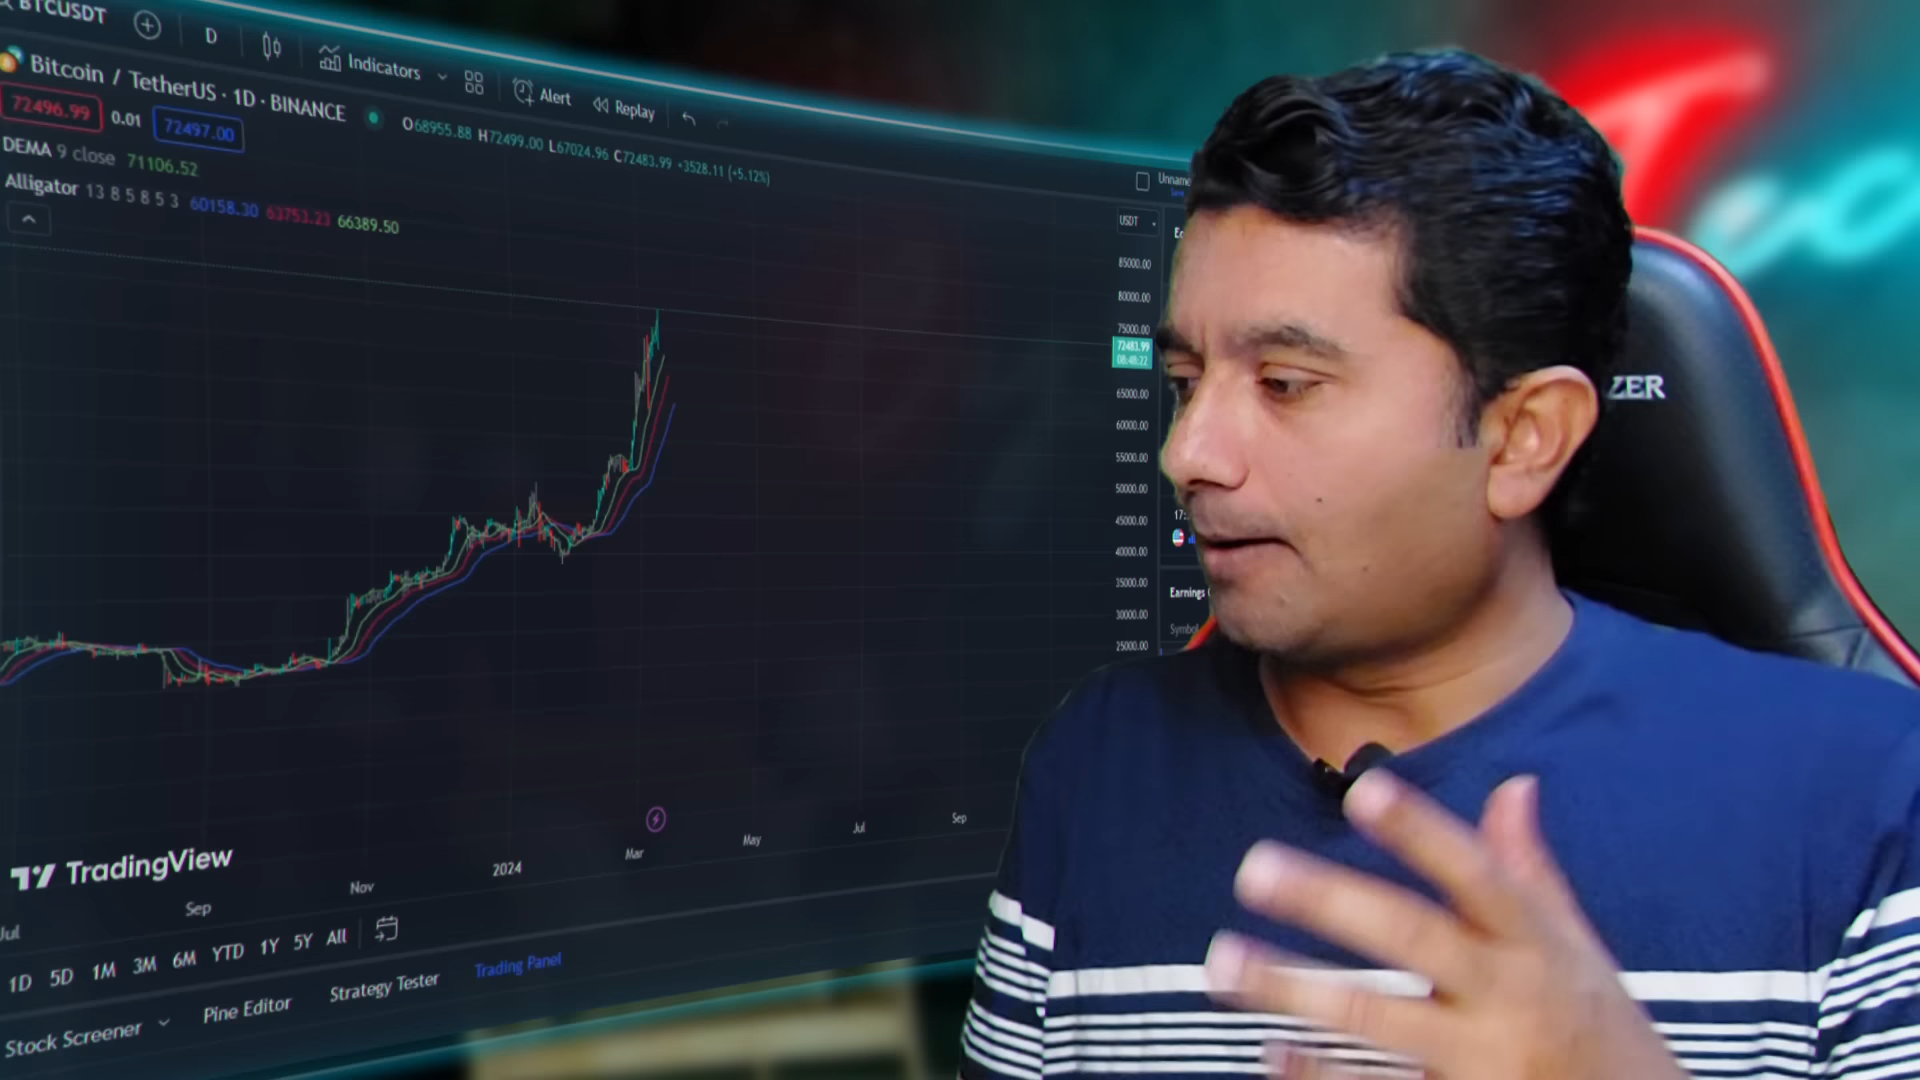 BTCUSDT
D
Indicators
Alert
Replay
Bitcoin / TetherUS · 1D · BINANCE
O68955.88 H72499.00 L67024.96 C72483.99 +3528.11 (+5.12%)
72496.99 0.01 72497.00
DEMA 9 close 71106.52
Alligator 13 8 5 8 5 3 60158.30 63753.23 66389.50
Unname
USDT
85000.00
80000.00
75000.00
72483.99
08:48:22
65000.00
60000.00
55000.00
50000.00
45000.00
40000.00
35000.00
30000.00
25000.00
17:
Earnings
Symbol
ZER
TradingView
Jul
Sep
Nov
2024
Mar
May
Jul
Sep
1D 5D 1M 3M 6M YTD 1Y 5Y All
Stock Screener
Pine Editor
Strategy Tester
Trading Panel